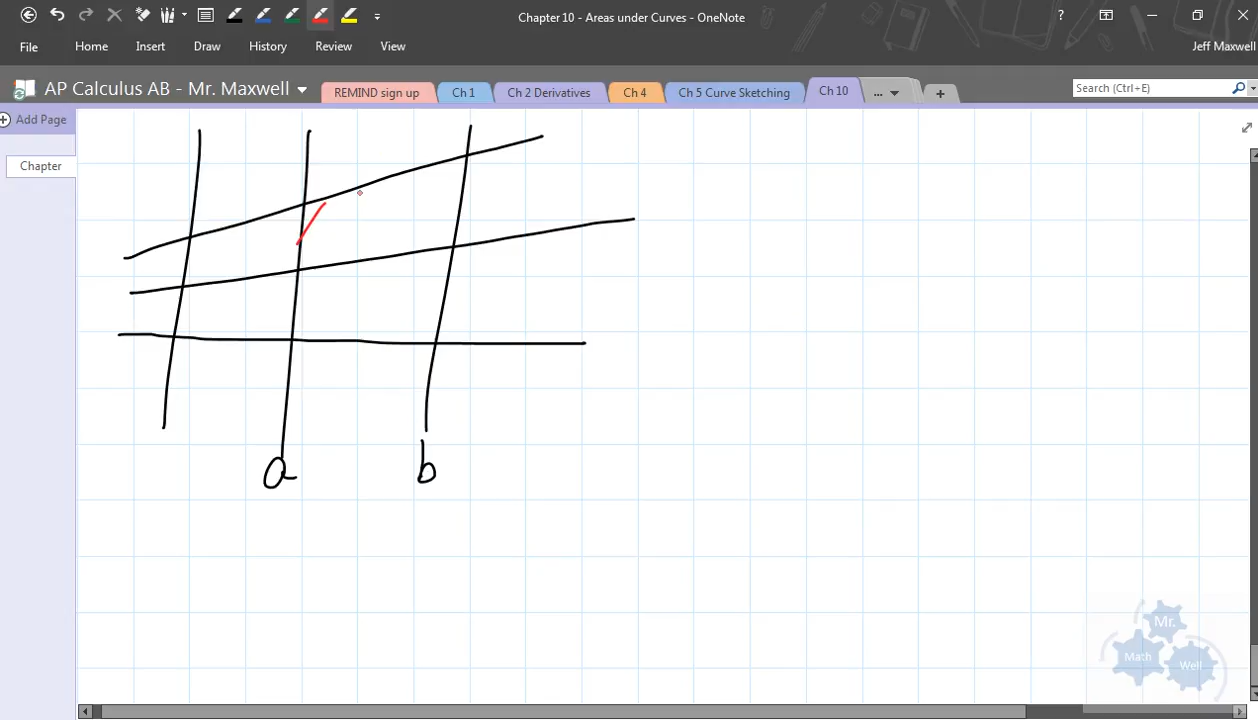 Chapter 10 - Areas under Curves - OneNote
?
File
Home
Insert
Draw
History
Review
View
Jeff Maxwell
AP Calculus AB - Mr. Maxwell
REMIND sign up
Ch 1
Ch 2 Derivatives
Ch 4
Ch 5 Curve Sketching
Ch 10
...
Search (Ctrl+E)
Add Page
Chapter
a
b
Mr.
Math
Well